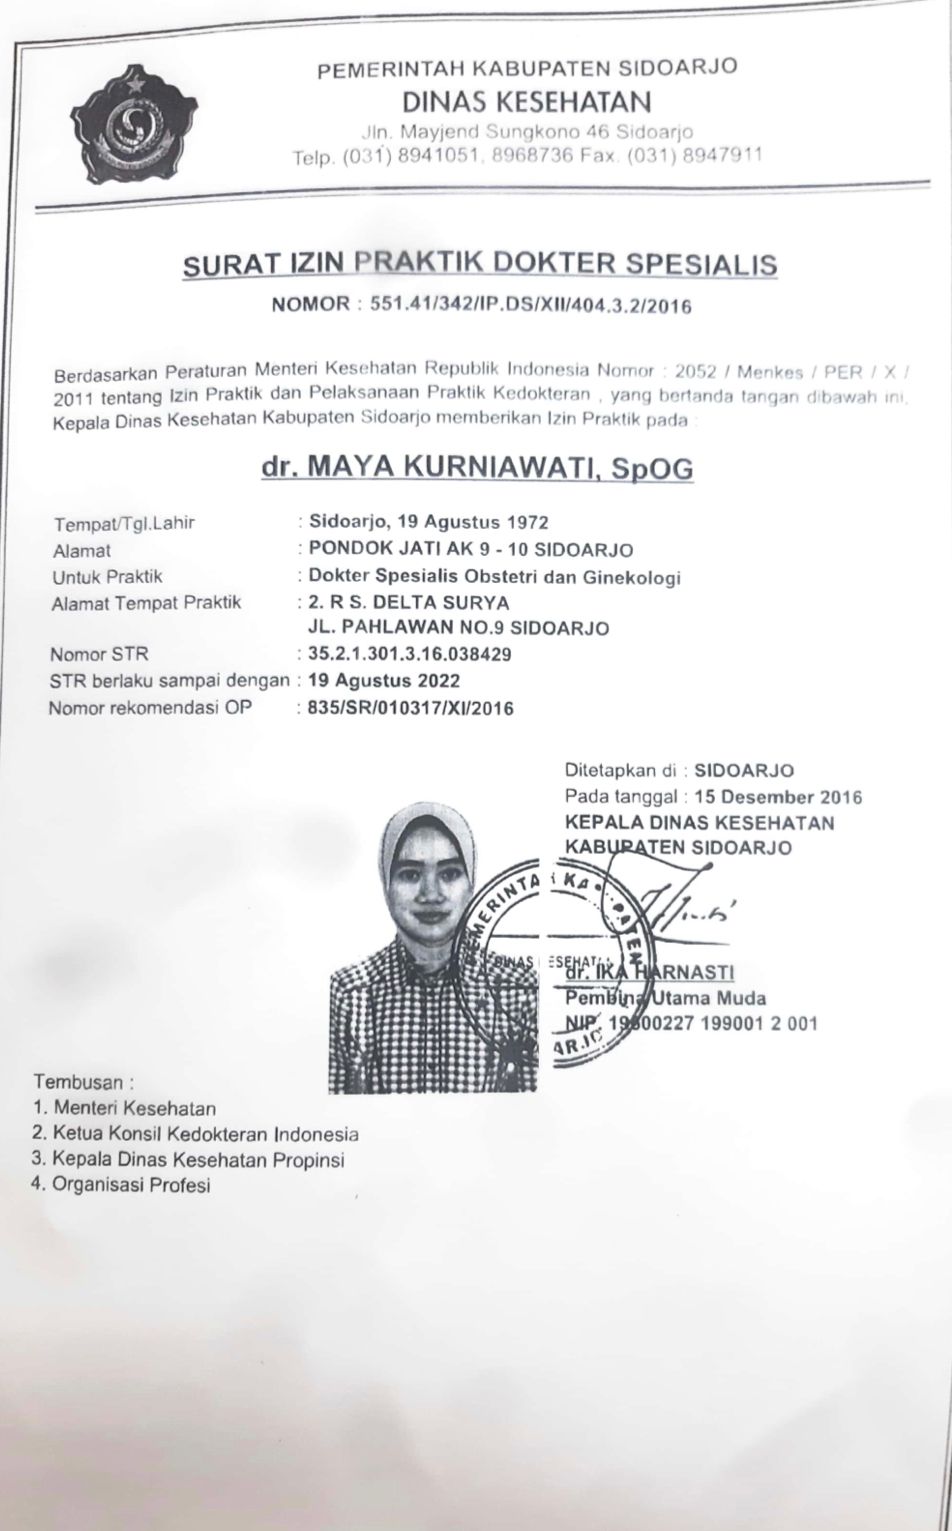 PEMERINTAH KABUPATEN SIDOARJO
DINAS KESEHATAN
Jln. Mayjend Sungkono 46 Sidoarjo
Telp. (031) 8941051, 8968736 Fax. (031) 8947911
SURAT IZIN PRAKTIK DOKTER SPESIALIS
NOMOR : 551.41/342/IP.DS/XII/404.3.2/2016
Berdasarkan Peraturan Menteri Kesehatan Republik Indonesia Nomor : 2052 / Menkes / PER / X /
2011 tentang Izin Praktik dan Pelaksanaan Praktik Kedokteran , yang bertanda tangan dibawah ini,
Kepala Dinas Kesehatan Kabupaten Sidoarjo memberikan Izin Praktik pada :
dr. MAYA KURNIAWATI, SpOG
Tempat/Tgl.Lahir : Sidoarjo, 19 Agustus 1972
Alamat : PONDOK JATI AK 9 - 10 SIDOARJO
Untuk Praktik : Dokter Spesialis Obstetri dan Ginekologi
Alamat Tempat Praktik : 2. R S. DELTA SURYA
JL. PAHLAWAN NO.9 SIDOARJO
Nomor STR : 35.2.1.301.3.16.038429
STR berlaku sampai dengan : 19 Agustus 2022
Nomor rekomendasi OP : 835/SR/010317/XI/2016
Ditetapkan di : SIDOARJO
Pada tanggal : 15 Desember 2016
KEPALA DINAS KESEHATAN
KABUPATEN SIDOARJO
dr. IKA HARNASTI
Pembina Utama Muda
NIP. 19600227 199001 2 001
Tembusan :
1. Menteri Kesehatan
2. Ketua Konsil Kedokteran Indonesia
3. Kepala Dinas Kesehatan Propinsi
4. Organisasi Profesi